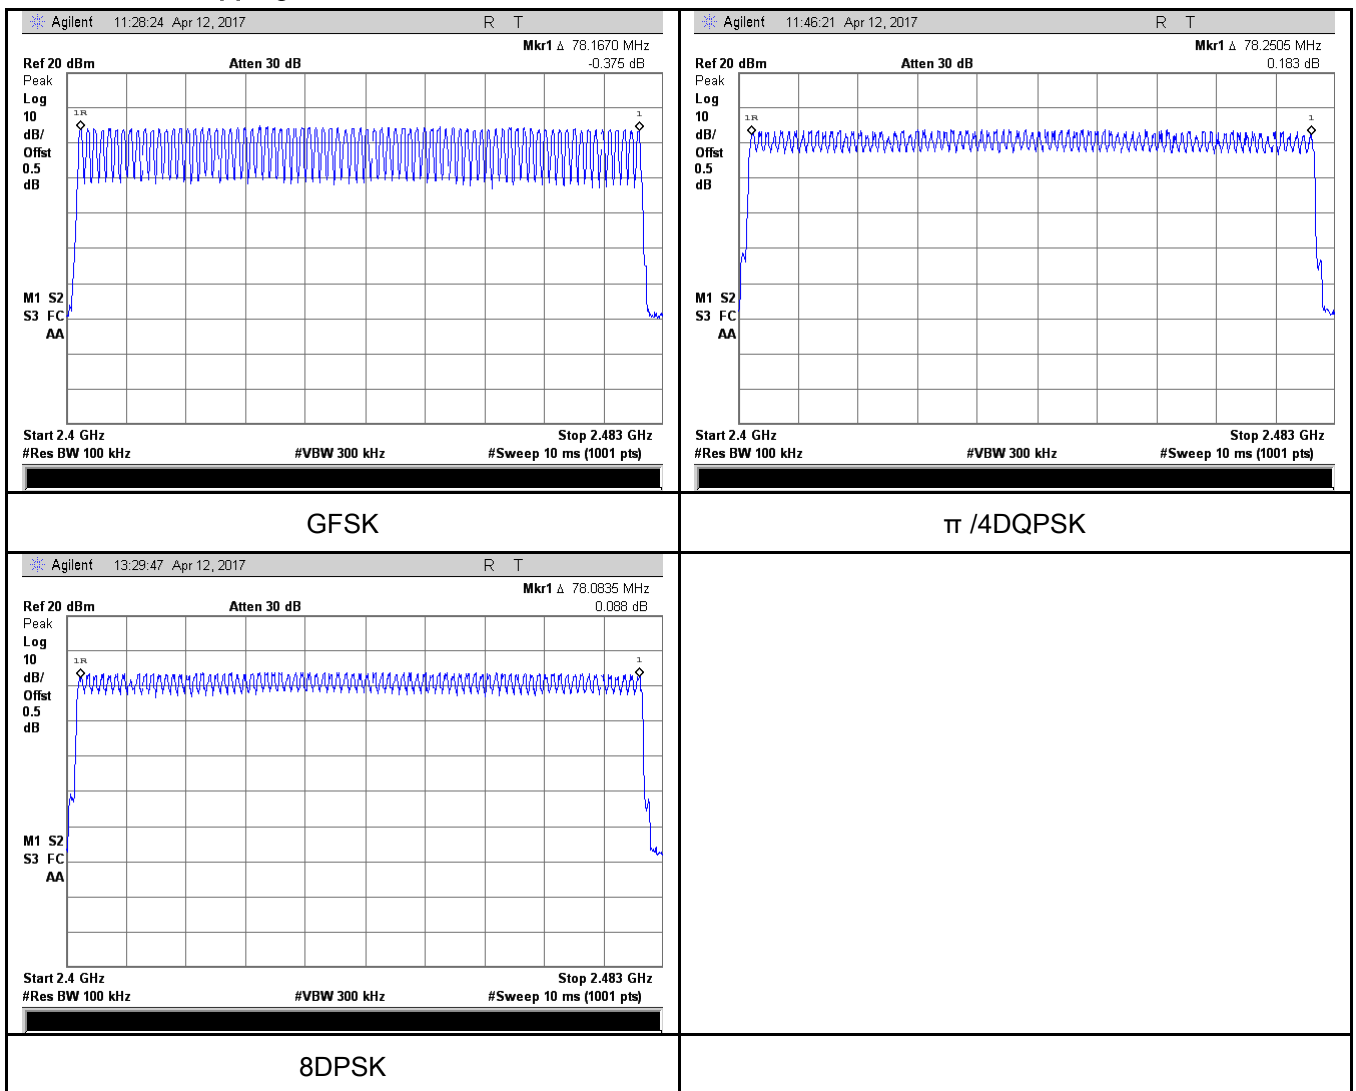 Agilent 11:28:24 Apr 12, 2017 R T
Mkr1 Δ 78.1670 MHz
Ref 20 dBm Atten 30 dB -0.375 dB
Peak
Log
10
dB/
Offst
0.5
dB
1R
1
M1 S2
S3 FC
AA
Start 2.4 GHz Stop 2.483 GHz
#Res BW 100 kHz #VBW 300 kHz #Sweep 10 ms (1001 pts)
GFSK
Agilent 11:46:21 Apr 12, 2017 R T
Mkr1 Δ 78.2505 MHz
Ref 20 dBm Atten 30 dB 0.183 dB
Peak
Log
10
dB/
Offst
0.5
dB
1R
1
M1 S2
S3 FC
AA
Start 2.4 GHz Stop 2.483 GHz
#Res BW 100 kHz #VBW 300 kHz #Sweep 10 ms (1001 pts)
π /4DQPSK
Agilent 13:29:47 Apr 12, 2017 R T
Mkr1 Δ 78.0835 MHz
Ref 20 dBm Atten 30 dB 0.088 dB
Peak
Log
10
dB/
Offst
0.5
dB
1R
1
M1 S2
S3 FC
AA
Start 2.4 GHz Stop 2.483 GHz
#Res BW 100 kHz #VBW 300 kHz #Sweep 10 ms (1001 pts)
8DPSK